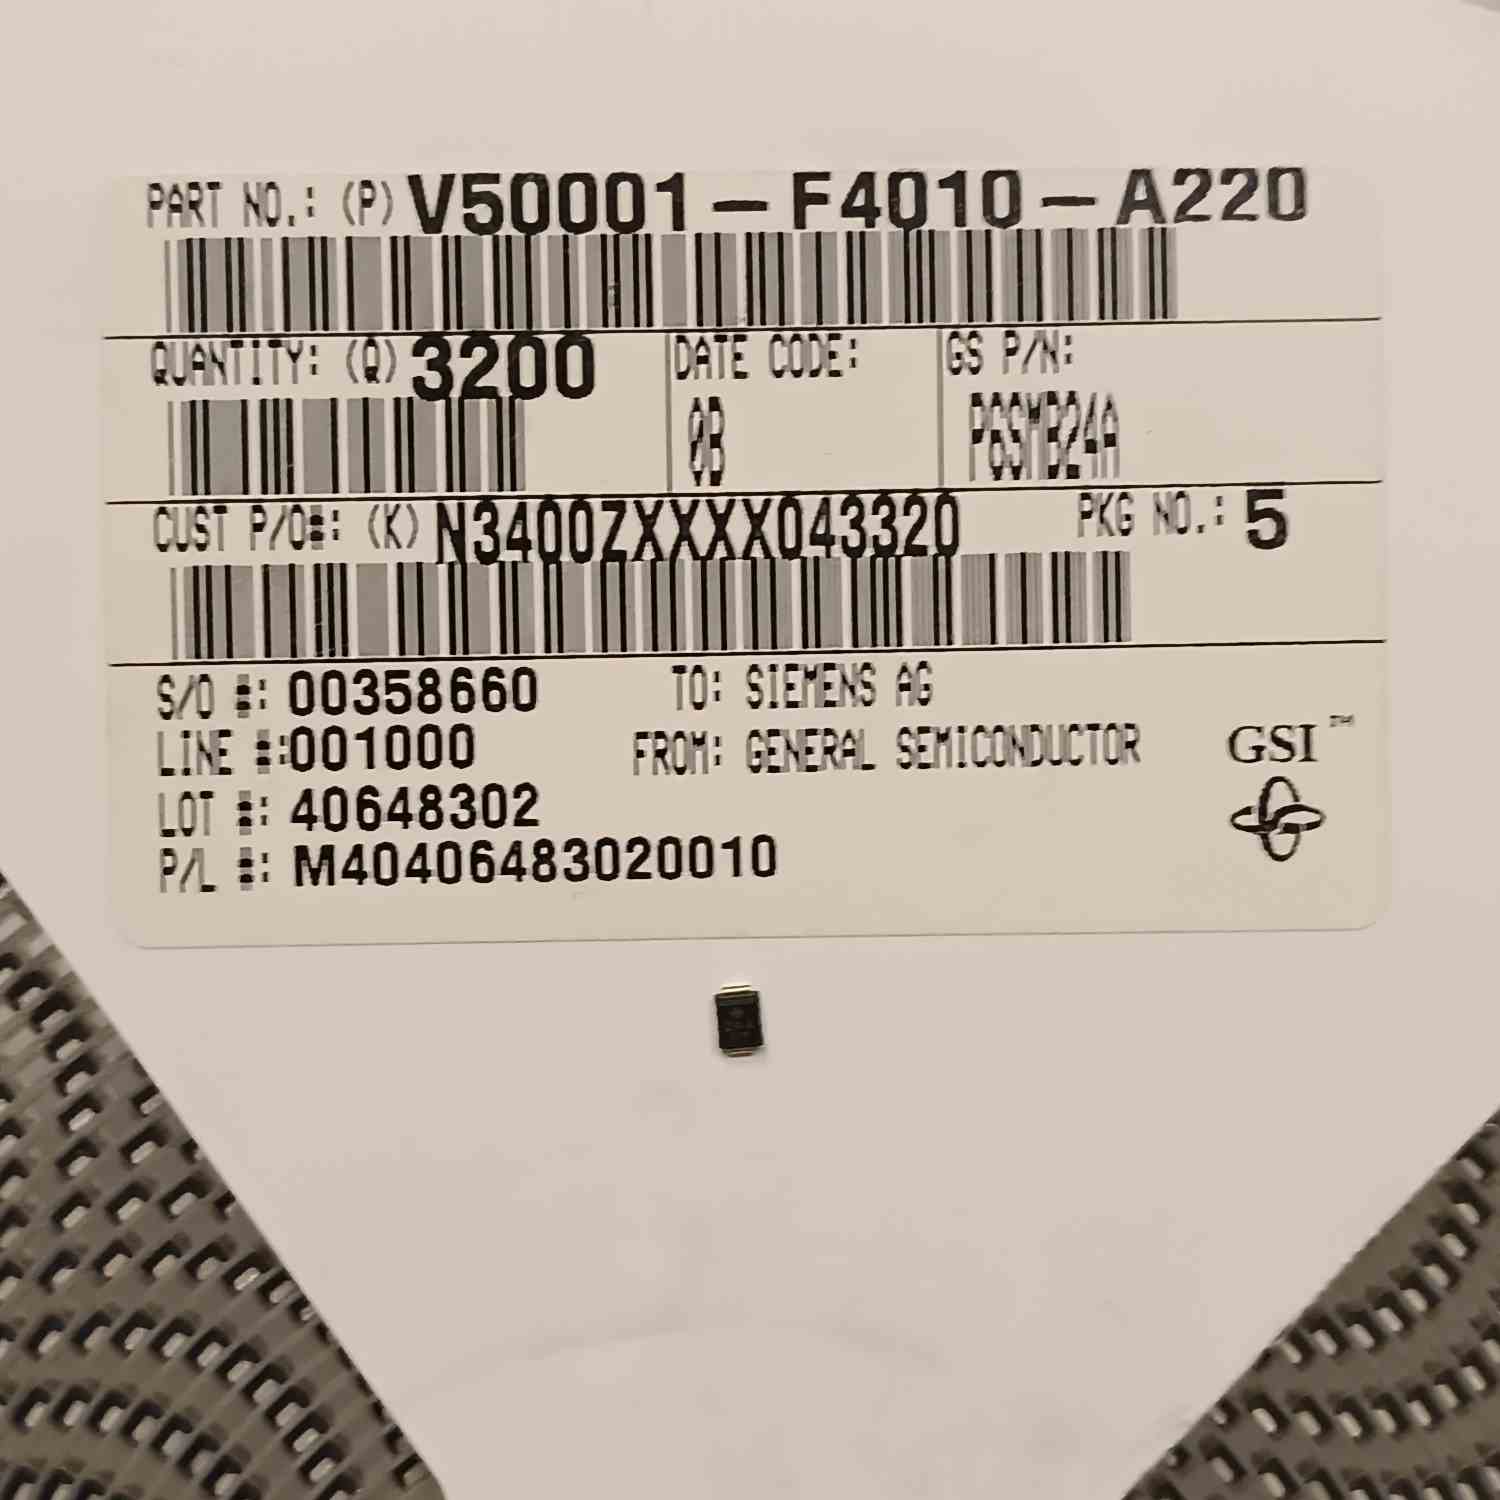 PART NO.: (P) V50001-F4010-A220
QUANTITY: (Q) 3200
DATE CODE:
0B
GS P/N:
P6SMB24A
CUST P/O#: (K) N3400ZXXXX043320
PKG NO.: 5
S/O #: 00358660
TO: SIEMENS AG
LINE #:001000
FROM: GENERAL SEMICONDUCTOR
GSI™
LOT #: 40648302
P/L #: M40406483020010